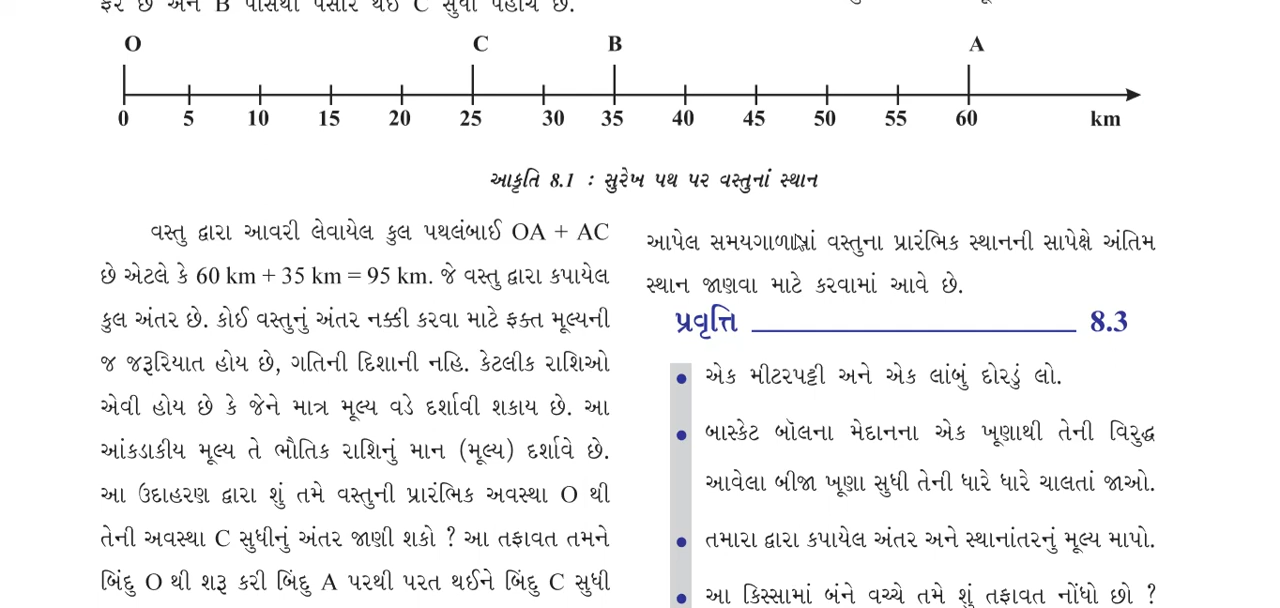 ફરે છે અને B પાસેથી પસાર થઈ C સુધી પહોંચે છે.
O C B A
0 5 10 15 20 25 30 35 40 45 50 55 60 km
આકૃતિ 8.1 : સુરેખ પથ પર વસ્તુનાં સ્થાન
વસ્તુ દ્વારા આવરી લેવાયેલ કુલ પથલંબાઈ OA + AC
છે એટલે કે 60 km + 35 km = 95 km. જે વસ્તુ દ્વારા કપાયેલ
કુલ અંતર છે. કોઈ વસ્તુનું અંતર નક્કી કરવા માટે ફક્ત મૂલ્યની
જ જરૂરિયાત હોય છે, ગતિની દિશાની નહિ. કેટલીક રાશિઓ
એવી હોય છે કે જેને માત્ર મૂલ્ય વડે દર્શાવી શકાય છે. આ
આંકડાકીય મૂલ્ય તે ભૌતિક રાશિનું માન (મૂલ્ય) દર્શાવે છે.
આ ઉદાહરણ દ્વારા શું તમે વસ્તુની પ્રારંભિક અવસ્થા O થી
તેની અવસ્થા C સુધીનું અંતર જાણી શકો ? આ તફાવત તમને
બિંદુ O થી શરૂ કરી બિંદુ A પરથી પરત થઈને બિંદુ C સુધી
આપેલ સમયગાળામાં વસ્તુના પ્રારંભિક સ્થાનની સાપેક્ષે અંતિમ
સ્થાન જાણવા માટે કરવામાં આવે છે.
પ્રવૃત્તિ 8.3
• એક મીટરપટ્ટી અને એક લાંબું દોરડું લો.
• બાસ્કેટ બૉલના મેદાનના એક ખૂણાથી તેની વિરુદ્ધ
આવેલા બીજા ખૂણા સુધી તેની ધારે ધારે ચાલતાં જાઓ.
• તમારા દ્વારા કપાયેલ અંતર અને સ્થાનાંતરનું મૂલ્ય માપો.
• આ કિસ્સામાં બંને વચ્ચે તમે શું તફાવત નોંધો છો ?